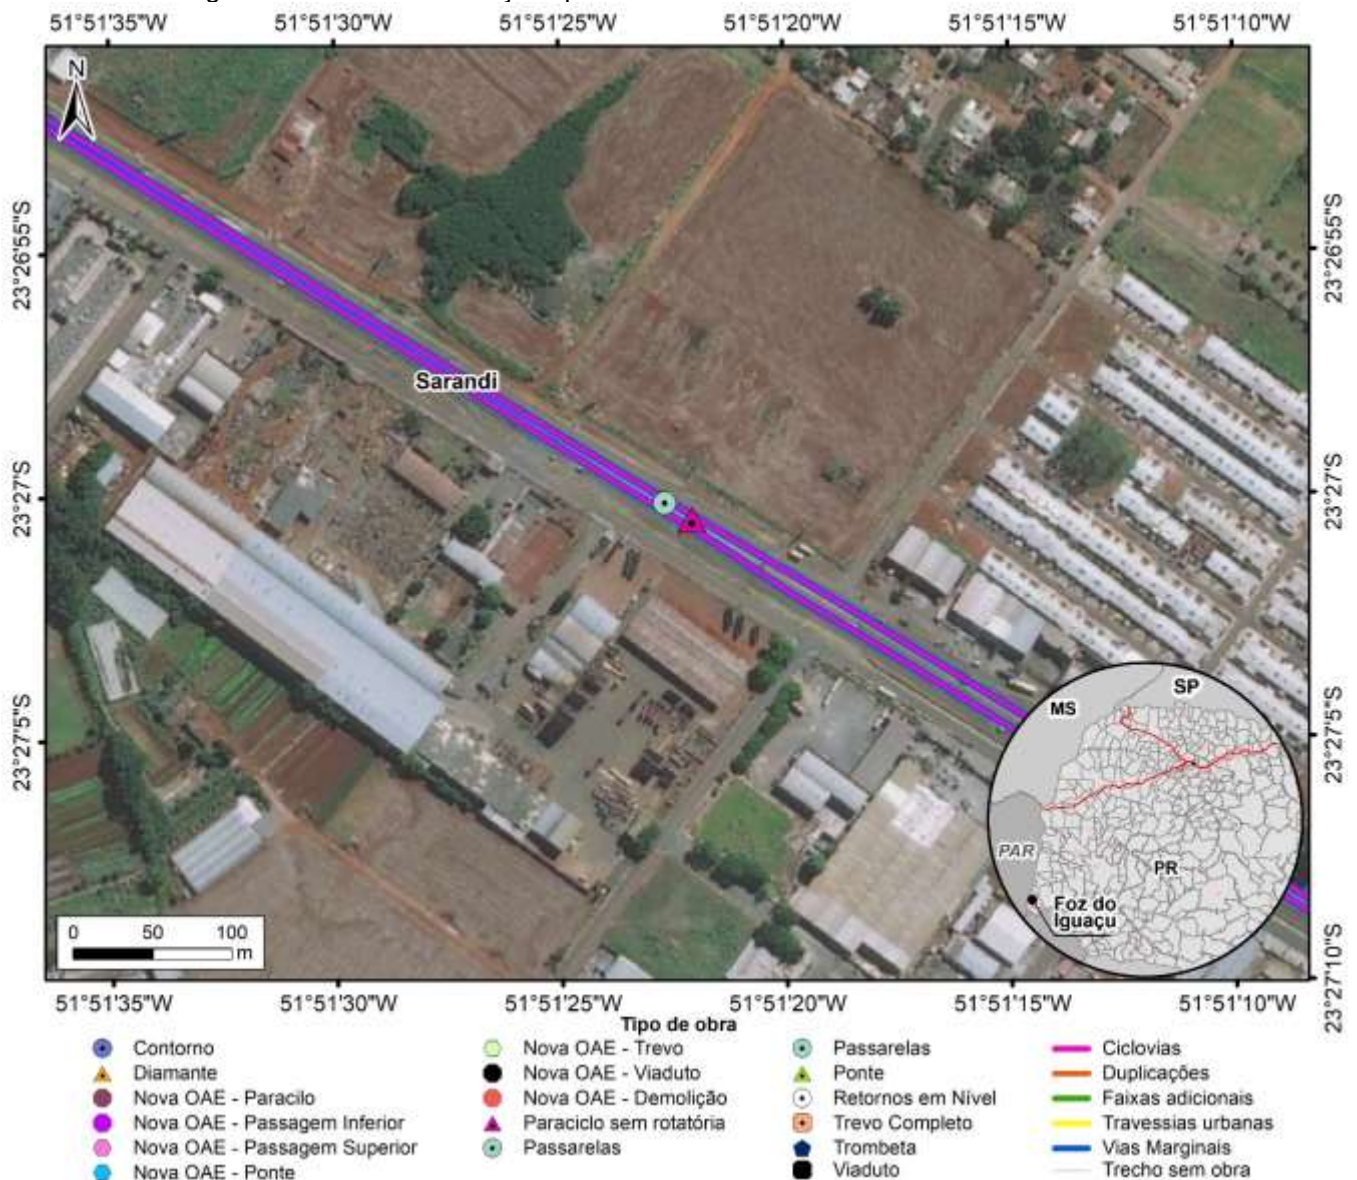 51°51'35"W 51°51'30"W 51°51'25"W 51°51'20"W 51°51'15"W 51°51'10"W
N
23°26'55"S
23°26'55"S
Sarandi
23°27'S
23°27'S
SP
MS
23°27'5"S
23°27'5"S
PAR
PR
Foz do
Iguaçu
0 50 100
m
23°27'10"S
51°51'35"W 51°51'30"W 51°51'25"W 51°51'20"W 51°51'15"W 51°51'10"W
Tipo de obra
Contorno
Diamante
Nova OAE - Paracilo
Nova OAE - Passagem Inferior
Nova OAE - Passagem Superior
Nova OAE - Ponte
Nova OAE - Trevo
Nova OAE - Viaduto
Nova OAE - Demolição
Paraciclo sem rotatória
Passarelas
Passarelas
Ponte
Retornos em Nível
Trevo Completo
Trombeta
Viaduto
Ciclovias
Duplicações
Faixas adicionais
Travessias urbanas
Vias Marginais
Trecho sem obra